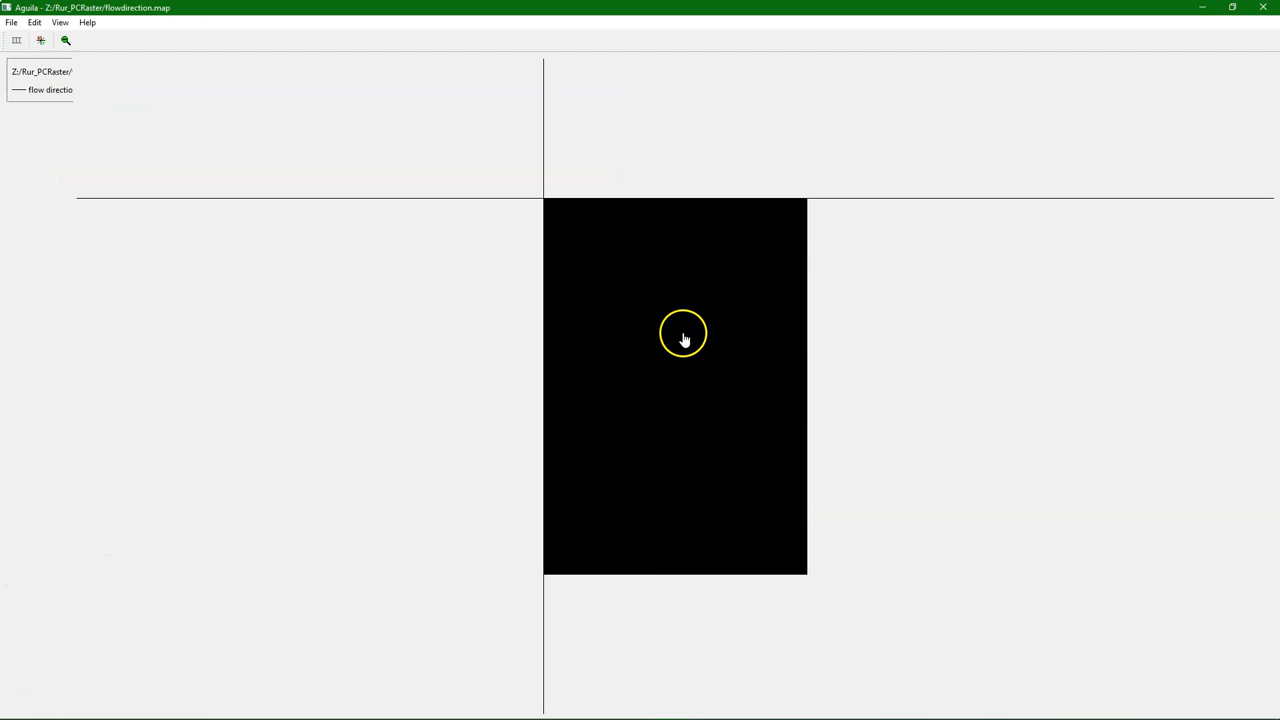 Aguila - Z:/Rur_PCRaster/flowdirection.map
File Edit View Help
Z:/Rur_PCRaster/
flow directio